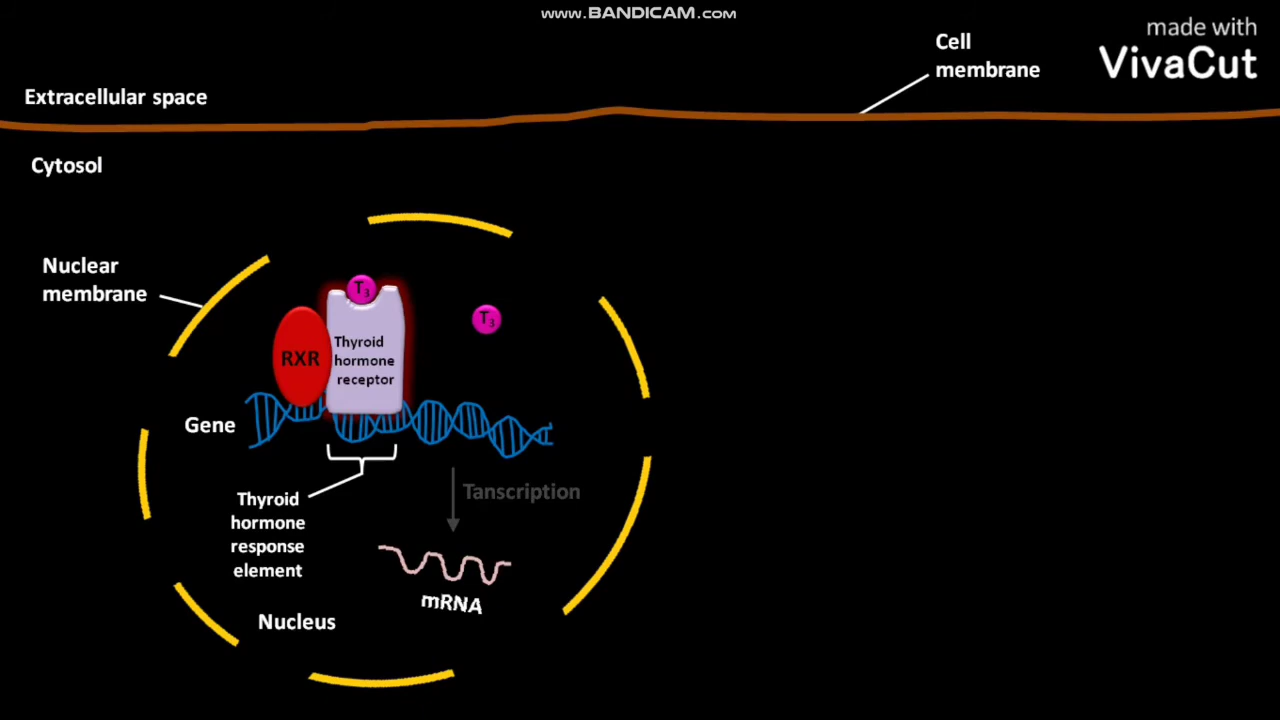 www.BANDICAM.com
made with
VivaCut
Cell
membrane
Extracellular space
Cytosol
Nuclear
membrane
T3
T3
RXR
Thyroid
hormone
receptor
Gene
Thyroid
hormone
response
element
Tanscription
mRNA
Nucleus